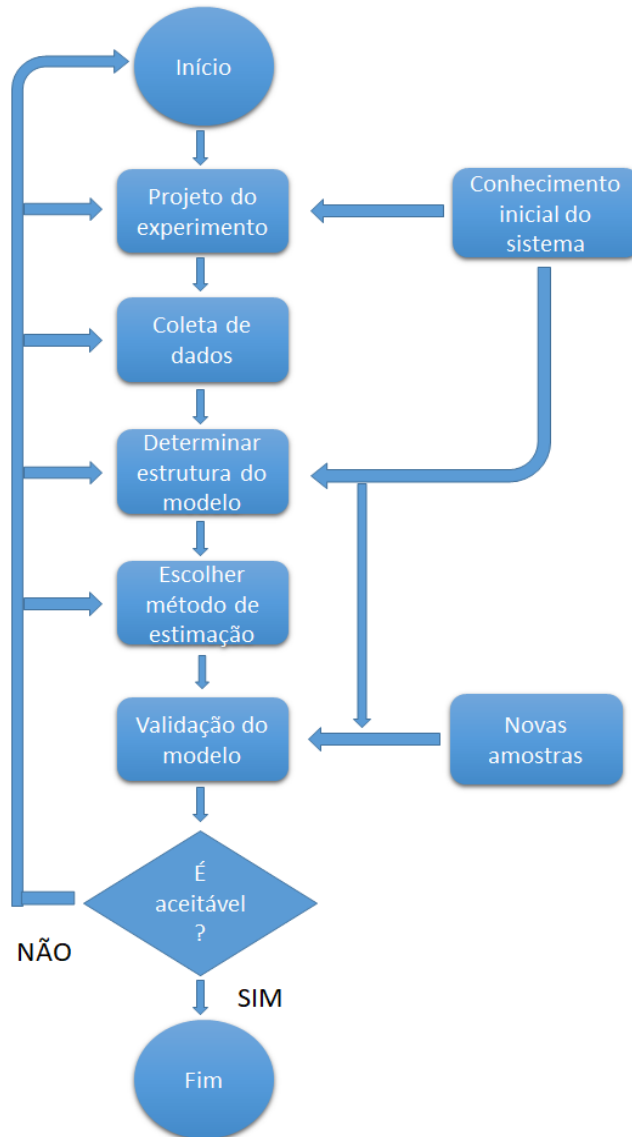 Início
Projeto do
experimento
Conhecimento
inicial do
sistema
Coleta de
dados
Determinar
estrutura do
modelo
Escolher
método de
estimação
Validação do
modelo
Novas
amostras
É
aceitável
?
NÃO
SIM
Fim